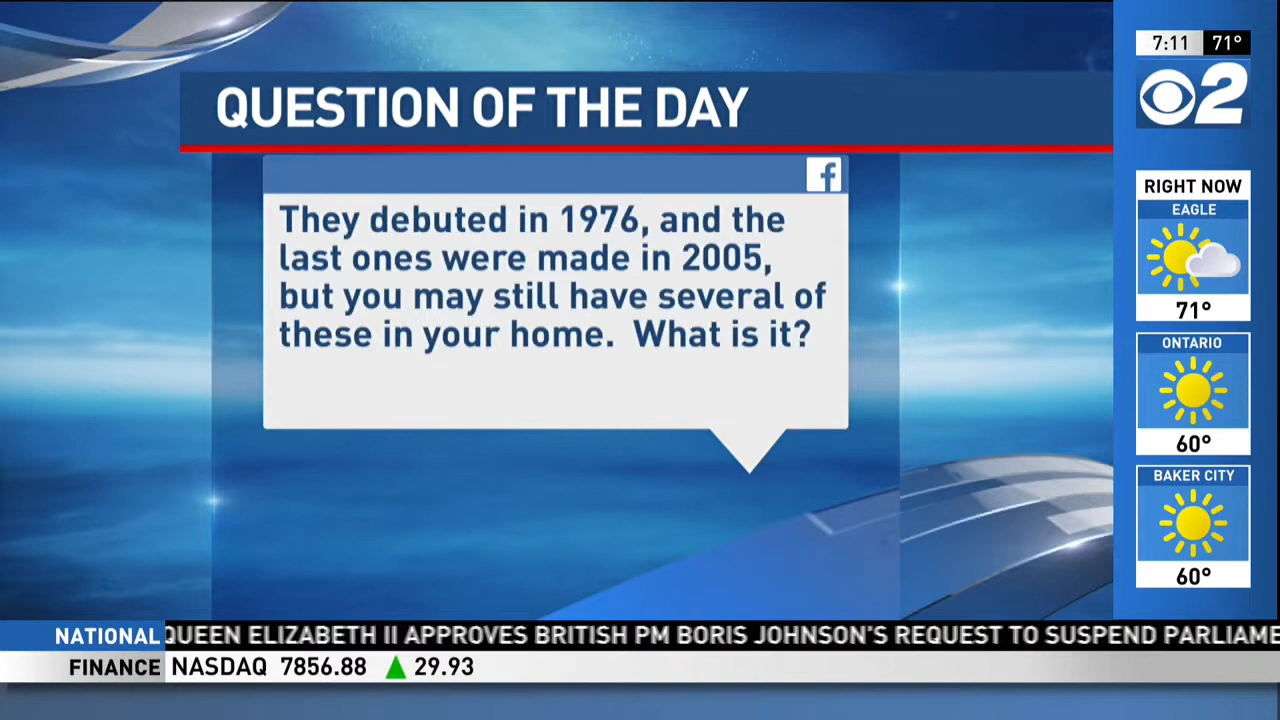 QUESTION OF THE DAY
They debuted in 1976, and the
last ones were made in 2005,
but you may still have several of
these in your home.  What is it?
7:11 71°
2
RIGHT NOW
EAGLE
71°
ONTARIO
60°
BAKER CITY
60°
NATIONAL QUEEN ELIZABETH II APPROVES BRITISH PM BORIS JOHNSON'S REQUEST TO SUSPEND PARLIAME
FINANCE NASDAQ 7856.88 29.93